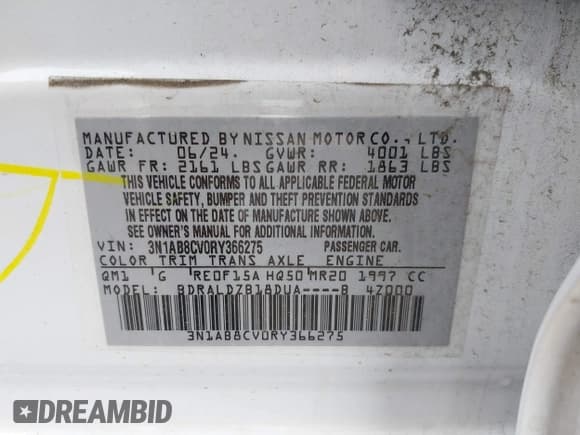 MANUFACTURED BY NISSAN MOTOR CO., LTD.
DATE: 06/24. GVWR: 4001 LBS
GAWR FR: 2161 LBS GAWR RR: 1863 LBS
THIS VEHICLE CONFORMS TO ALL APPLICABLE FEDERAL MOTOR
VEHICLE SAFETY, BUMPER AND THEFT PREVENTION STANDARDS
IN EFFECT ON THE DATE OF MANUFACTURE SHOWN ABOVE.
SEE OWNER'S MANUAL FOR ADDITIONAL INFORMATION.
VIN: 3N1AB8CV0RY366275 PASSENGER CAR.
COLOR TRIM TRANS AXLE ENGINE
QM1 G RE0F15A HQ50 MR20 1997 CC
MODEL: BDRALDZB18DUA----B 4Z000
3N1AB8CV0RY366275
DREAMBID